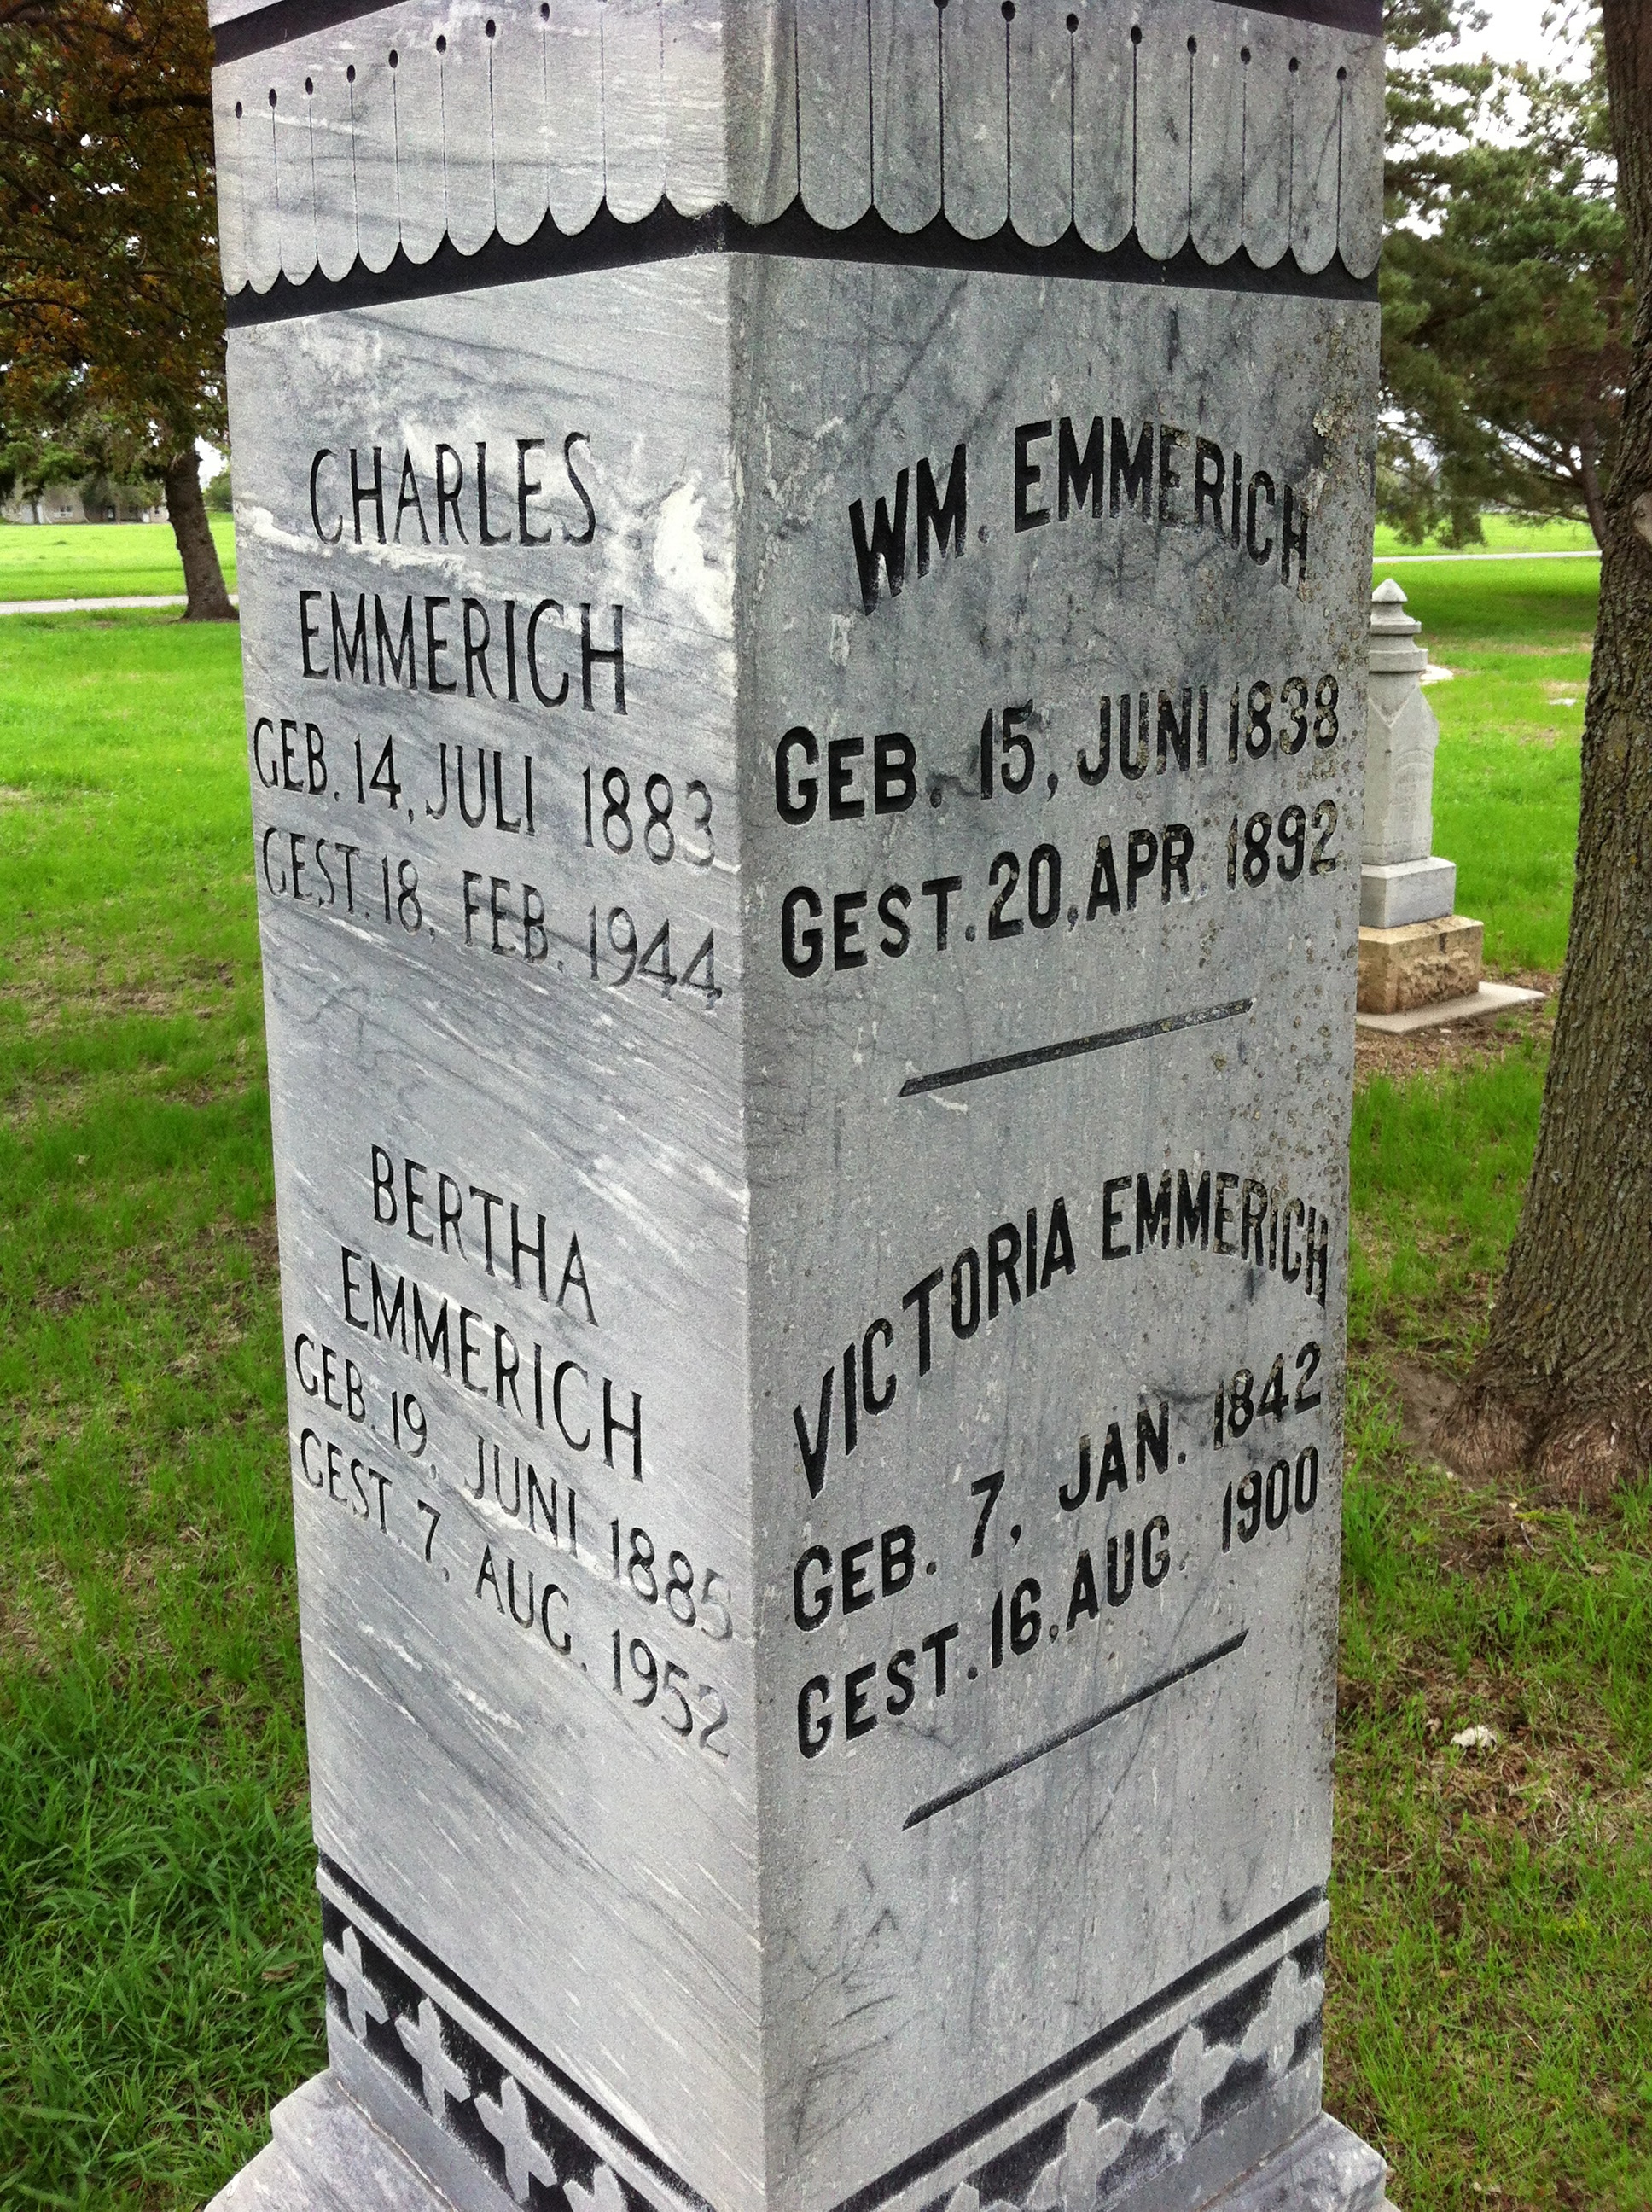 CHARLES
EMMERICH
GEB. 14, JULI 1883
GEST. 18, FEB. 1944
BERTHA
EMMERICH
GEB. 19, JUNI 1885
GEST. 7, AUG. 1952
WM. EMMERICH
GEB. 15, JUNI 1838.
GEST. 20, APR. 1892
VICTORIA EMMERICH
GEB. 7, JAN. 1842
GEST. 16, AUG. 1900